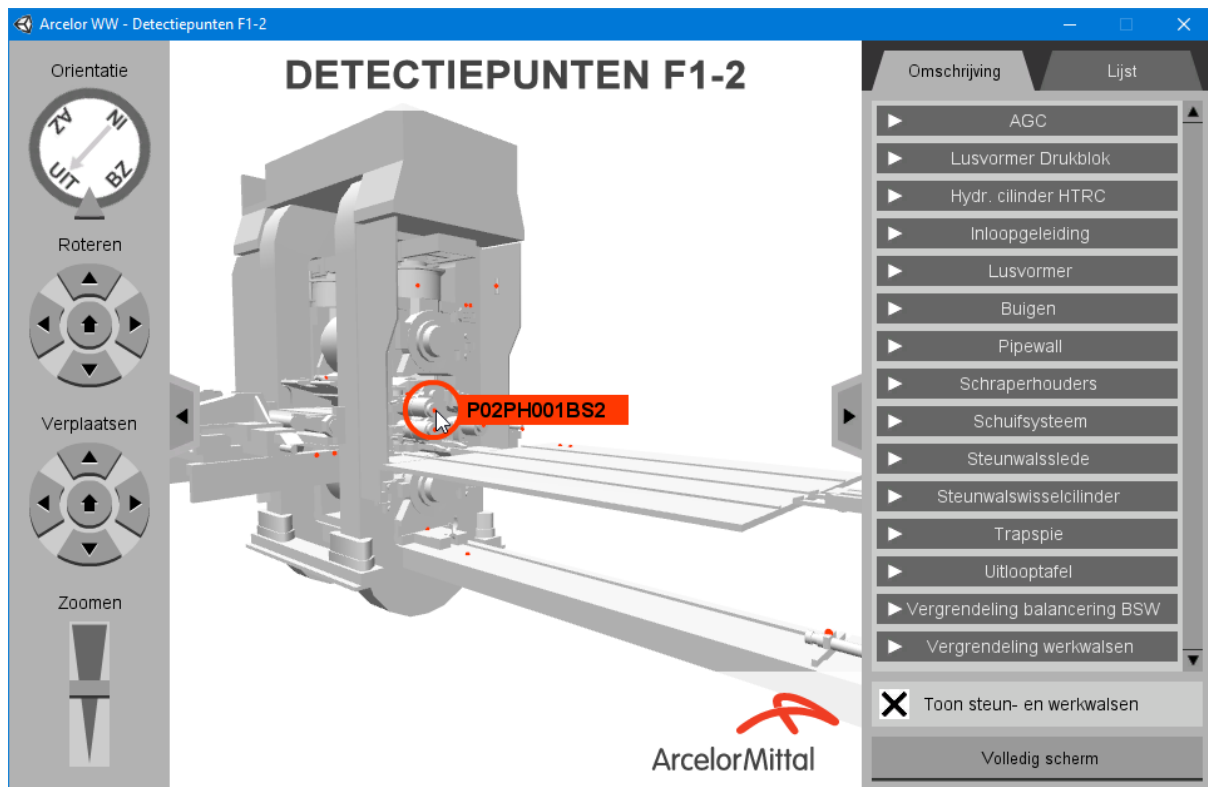 Arcelor WW - Detectiepunten F1-2
Orientatie
AZ
IN
UIT
BZ
Roteren
Verplaatsen
Zoomen
DETECTIEPUNTEN F1-2
P02PH001BS2
ArcelorMittal
Omschrijving
Lijst
AGC
Lusvormer Drukblok
Hydr. cilinder HTRC
Inloopgeleiding
Lusvormer
Buigen
Pipewall
Schraperhouders
Schuifsysteem
Steunwalsslede
Steunwalswisselcilinder
Trapspie
Uitlooptafel
Vergrendeling balancering BSW
Vergrendeling werkwalsen
Toon steun- en werkwalsen
Volledig scherm